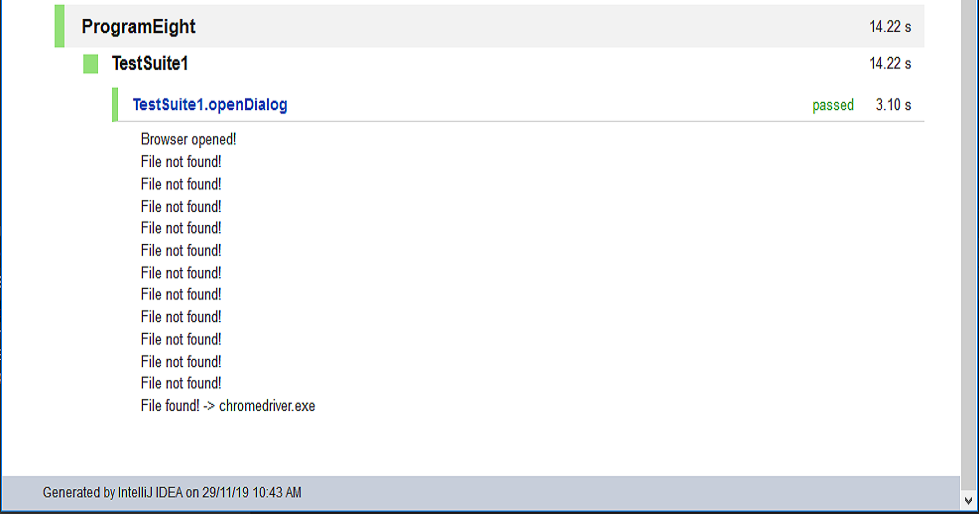 ProgramEight 14.22 s
TestSuite1 14.22 s
TestSuite1.openDialog passed 3.10 s
Browser opened!
File not found!
File not found!
File not found!
File not found!
File not found!
File not found!
File not found!
File not found!
File not found!
File not found!
File not found!
File found! -> chromedriver.exe
Generated by IntelliJ IDEA on 29/11/19 10:43 AM